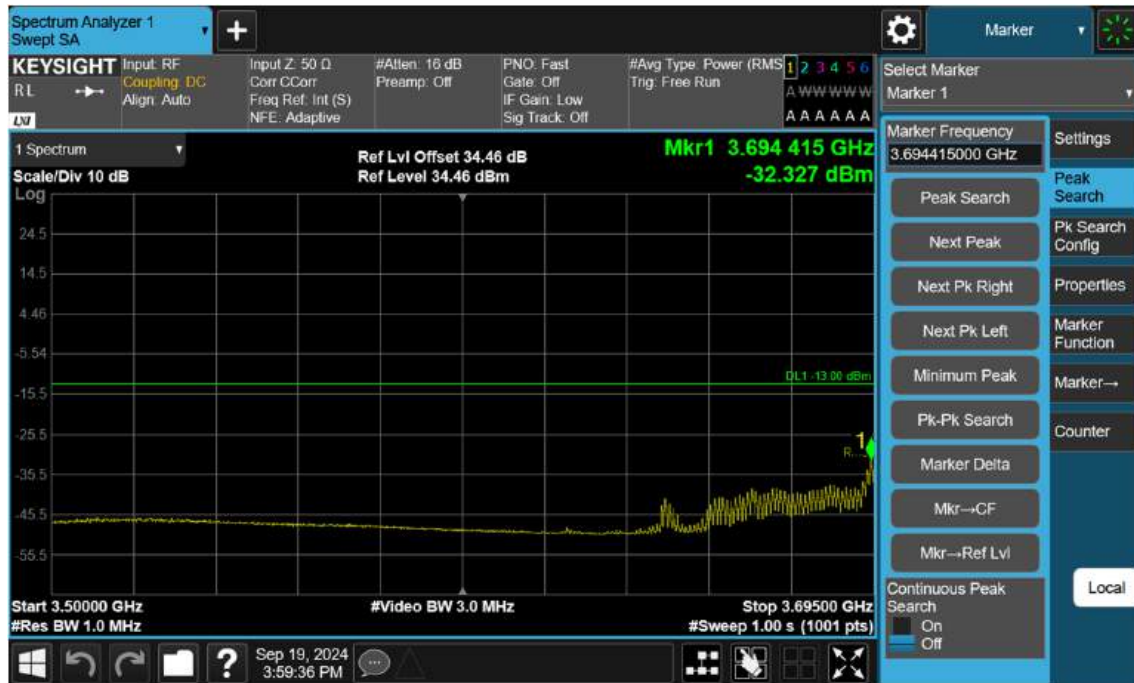 Spectrum Analyzer 1
Swept SA
+
Marker
KEYSIGHT
RL
LXI
Input: RF
Coupling: DC
Align: Auto
Input Z: 50 Ω
Corr CCorr
Freq Ref: Int (S)
NFE: Adaptive
#Atten: 16 dB
Preamp: Off
PNO: Fast
Gate: Off
IF Gain: Low
Sig Track: Off
#Avg Type: Power (RMS
Trig: Free Run
1 2 3 4 5 6
A W W W W W
A A A A A A
Select Marker
Marker 1
1 Spectrum
Scale/Div 10 dB
Log
Ref Lvl Offset 34.46 dB
Ref Level 34.46 dBm
Mkr1 3.694 415 GHz
-32.327 dBm
24.5
14.5
4.46
-5.54
-15.5
-25.5
-35.5
-45.5
-55.5
DL1 -13.00 dBm
1
Start 3.50000 GHz
#Res BW 1.0 MHz
#Video BW 3.0 MHz
Stop 3.69500 GHz
#Sweep 1.00 s (1001 pts)
Marker Frequency
3.694415000 GHz
Peak Search
Next Peak
Next Pk Right
Next Pk Left
Minimum Peak
Pk-Pk Search
Marker Delta
Mkr→CF
Mkr→Ref Lvl
Continuous Peak
Search
On
Off
Settings
Peak
Search
Pk Search
Config
Properties
Marker
Function
Marker→
Counter
Local
?
Sep 19, 2024
3:59:36 PM